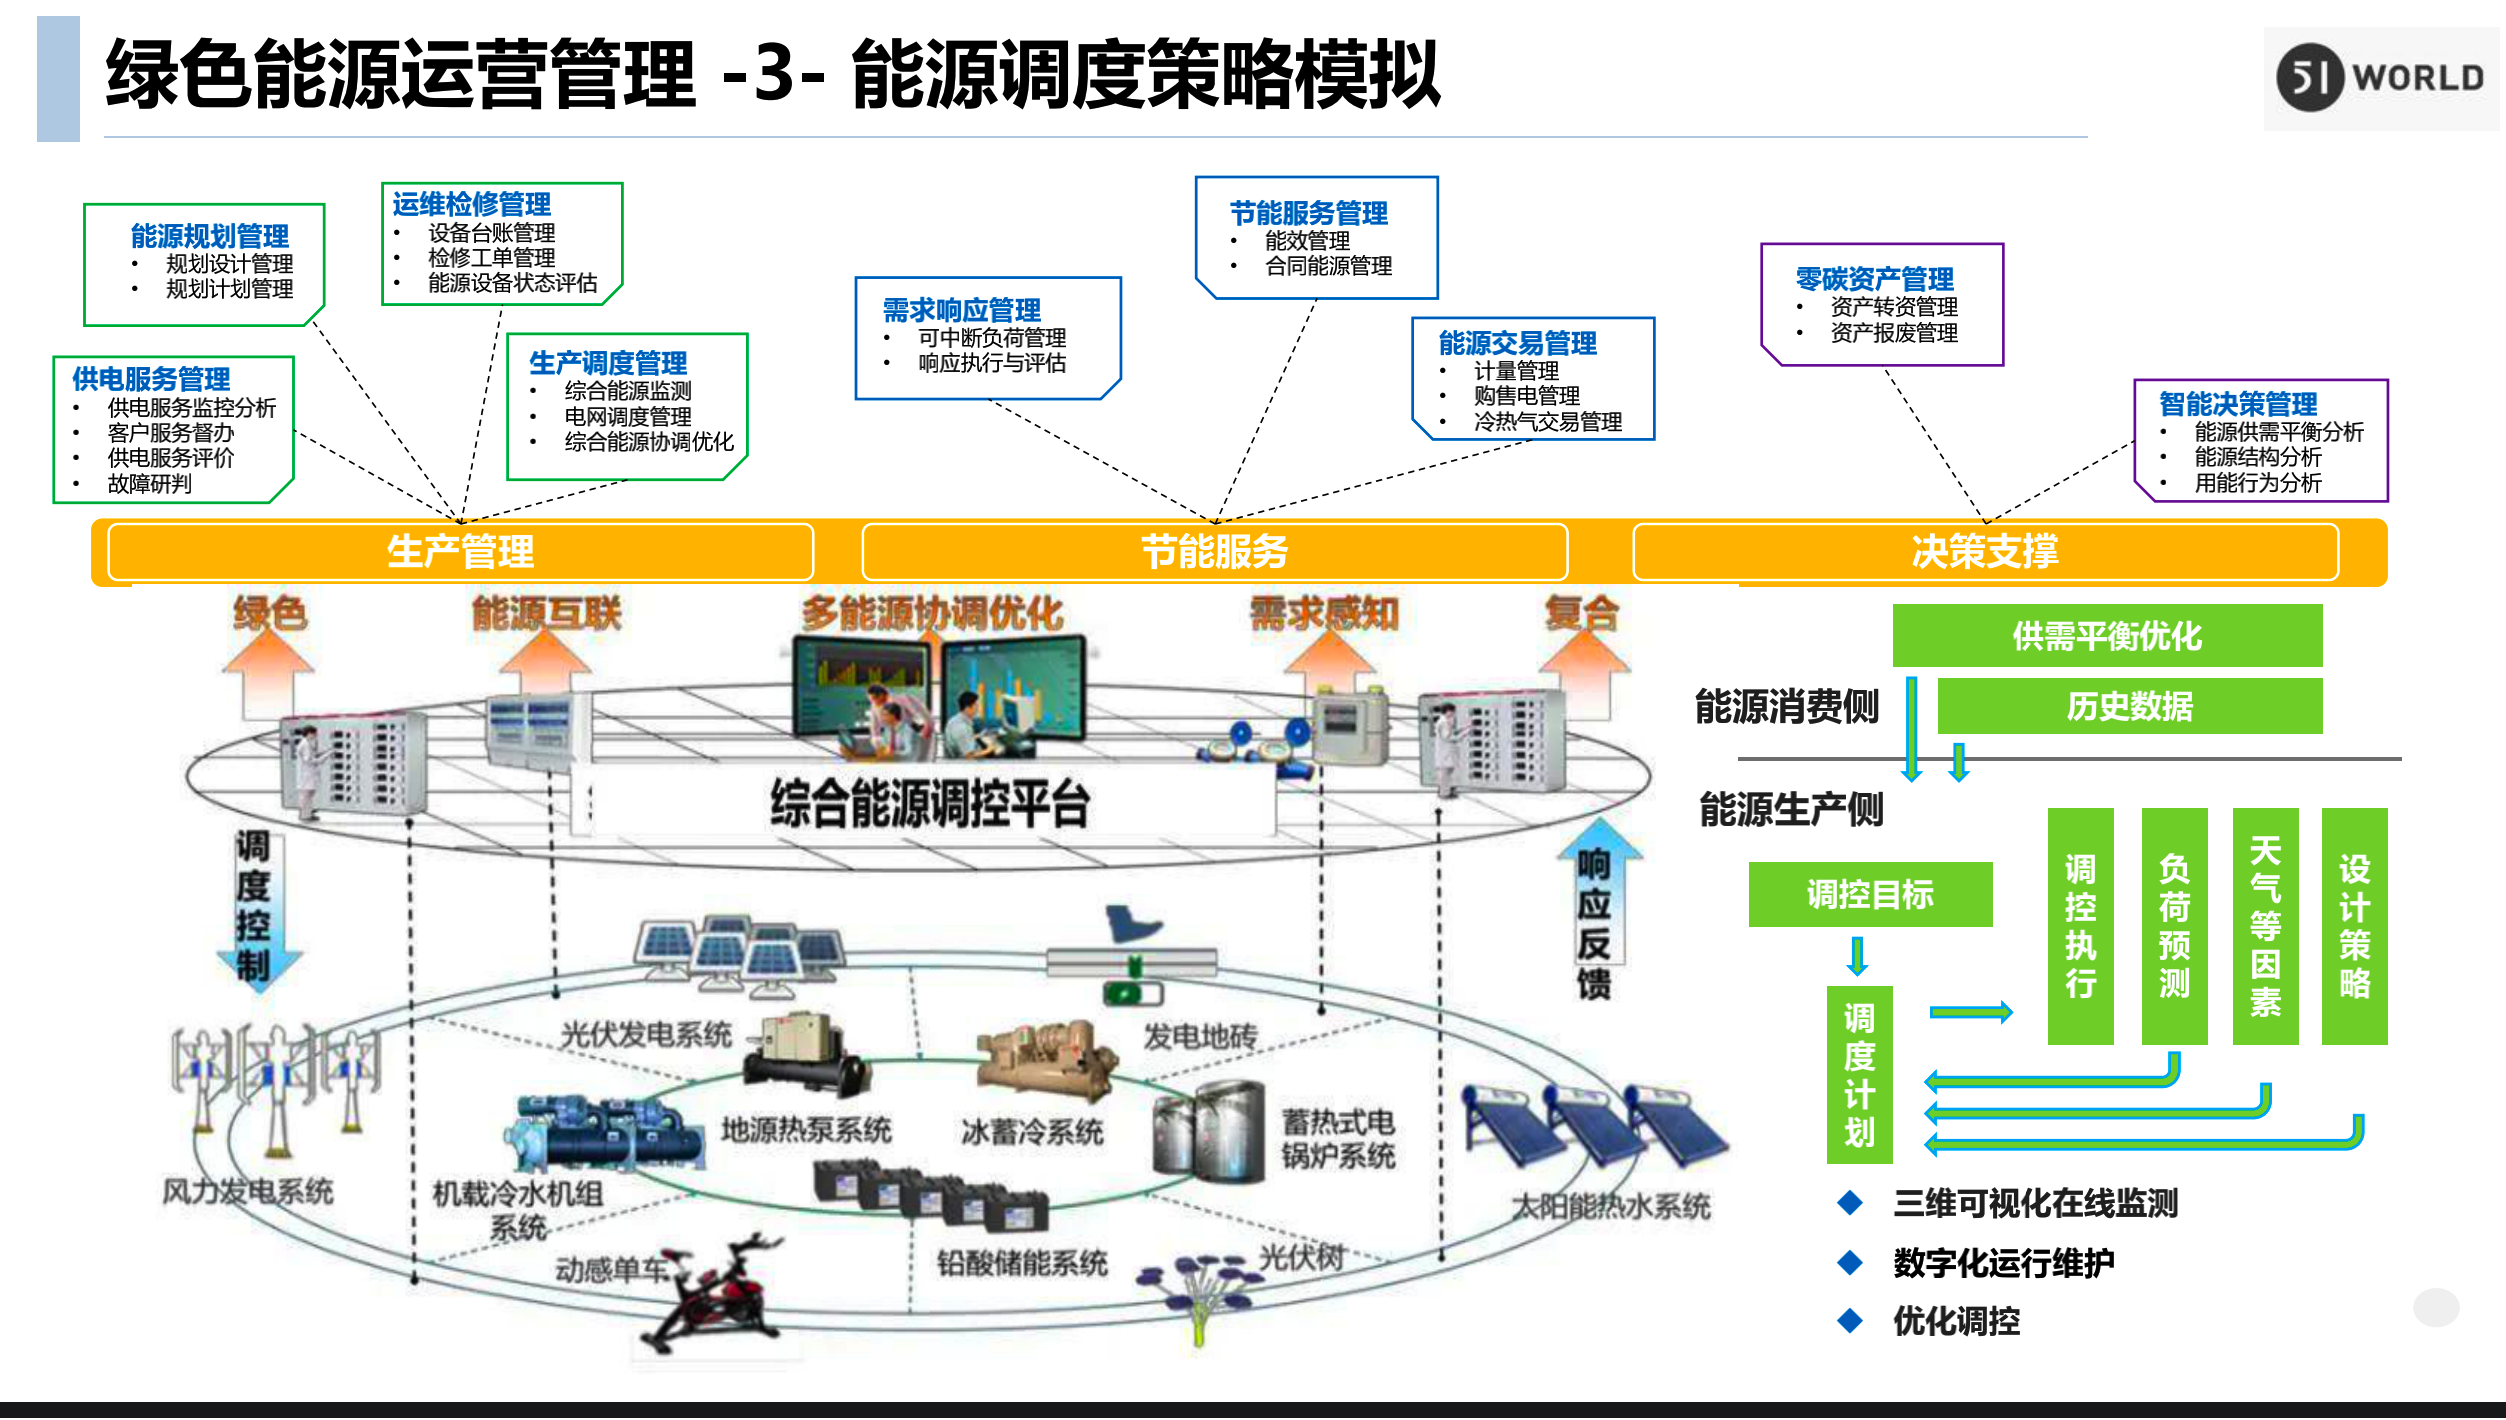 绿色能源运营管理 -3- 能源调度策略模拟
51 WORLD
能源规划管理
• 规划设计管理
• 规划计划管理
运维检修管理
• 设备台账管理
• 检修工单管理
• 能源设备状态评估
供电服务管理
• 供电服务监控分析
• 客户服务督办
• 供电服务评价
• 故障研判
生产调度管理
• 综合能源监测
• 电网调度管理
• 综合能源协调优化
需求响应管理
• 可中断负荷管理
• 响应执行与评估
节能服务管理
• 能效管理
• 合同能源管理
能源交易管理
• 计量管理
• 购售电管理
• 冷热气交易管理
零碳资产管理
• 资产转资管理
• 资产报废管理
智能决策管理
• 能源供需平衡分析
• 能源结构分析
• 用能行为分析
生产管理
节能服务
决策支撑
绿色
能源互联
多能源协调优化
需求感知
复合
综合能源调控平台
调度控制
响应反馈
光伏发电系统
发电地砖
地源热泵系统
冰蓄冷系统
蓄热式电
锅炉系统
风力发电系统
机载冷水机组
系统
太阳能热水系统
动感单车
铅酸储能系统
光伏树
供需平衡优化
能源消费侧
历史数据
能源生产侧
调控目标
调度计划
调控执行
负荷预测
天气等因素
设计策略
◆ 三维可视化在线监测
◆ 数字化运行维护
◆ 优化调控